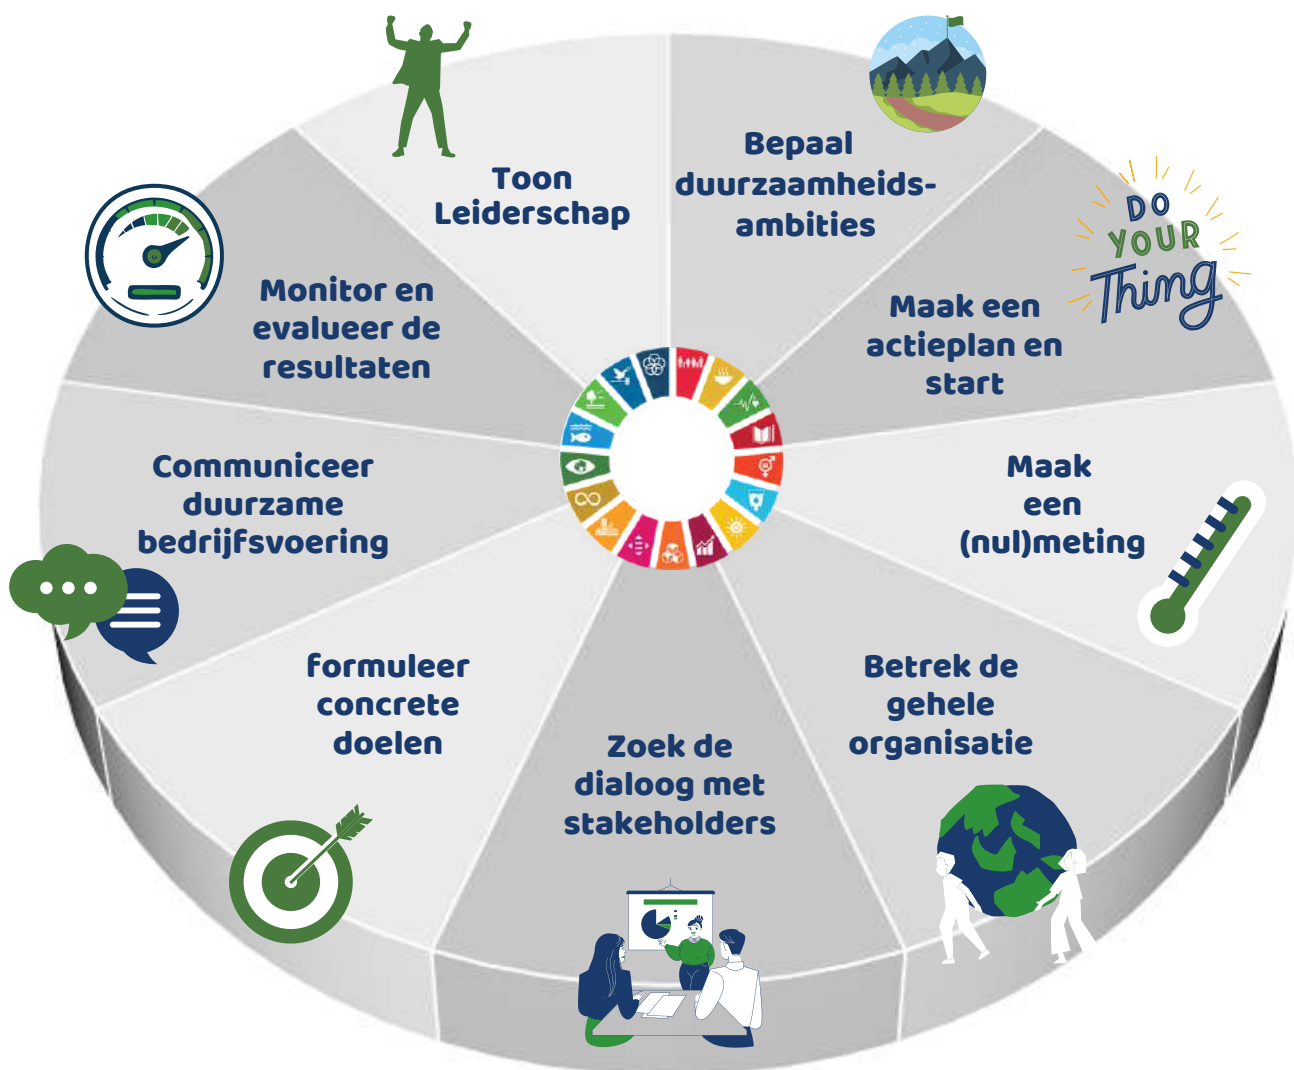 Toon
Leiderschap
Bepaal
duurzaamheids-
ambities
DO
YOUR
Thing
Maak een
actieplan en
start
Maak
een
(nul)meting
Betrek de
gehele
organisatie
Zoek de
dialoog met
stakeholders
formuleer
concrete
doelen
Communiceer
duurzame
bedrijfsvoering
Monitor en
evalueer de
resultaten